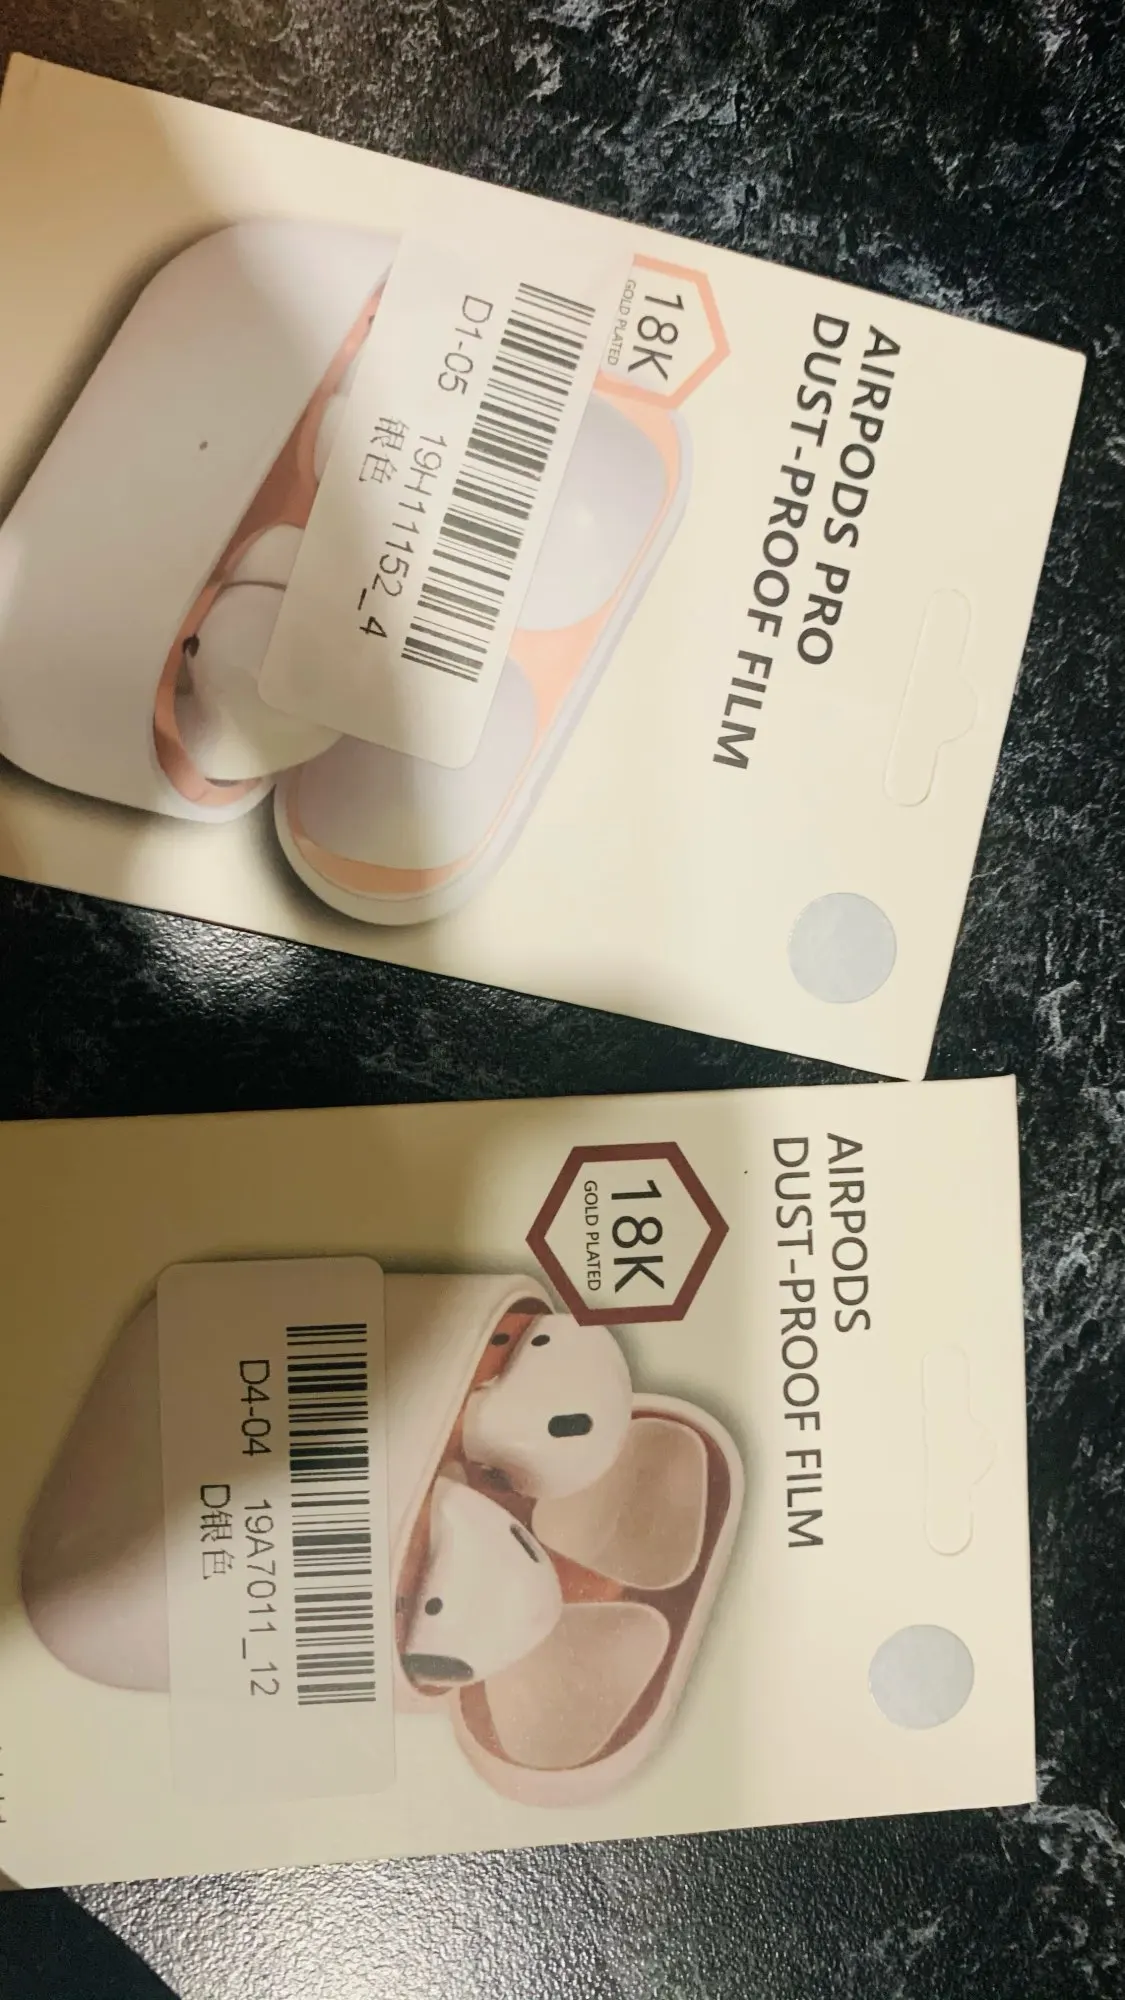 AIRPODS PRO
DUST-PROOF FILM
18K
GOLD PLATED
D1-05 19H11152_4
银色
AIRPODS
DUST-PROOF FILM
18K
GOLD PLATED
D4-04 19A7011_12
D银色